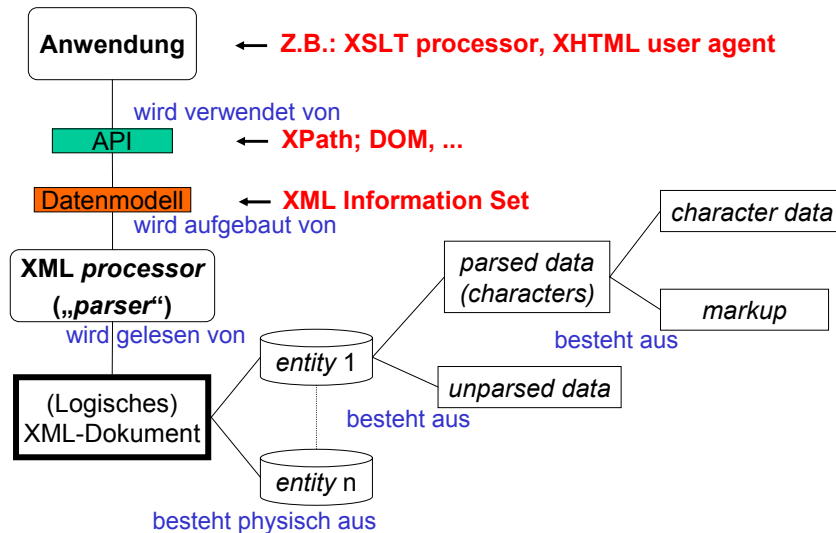 Anwendung
Z.B.: XSLT processor, XHTML user agent
wird verwendet von
API
XPath; DOM, ...
Datenmodell
XML Information Set
wird aufgebaut von
XML processor
(„parser“)
wird gelesen von
(Logisches)
XML-Dokument
entity 1
entity n
besteht physisch aus
parsed data
(characters)
unparsed data
besteht aus
character data
markup
besteht aus